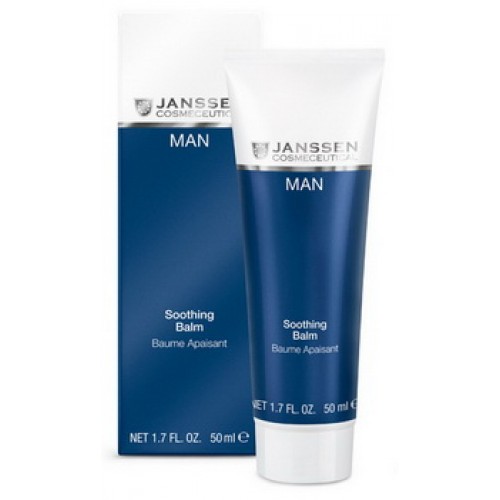 JANSSEN
COSMECEUTICAL
MAN
Soothing
Balm
Baume Apaisant
NET 1.7 FL. OZ. 50 ml ℮
JANSSEN
COSMECEUTICAL
MAN
Soothing
Balm
Baume Apaisant
NET 1.7 FL. OZ. 50 ml ℮